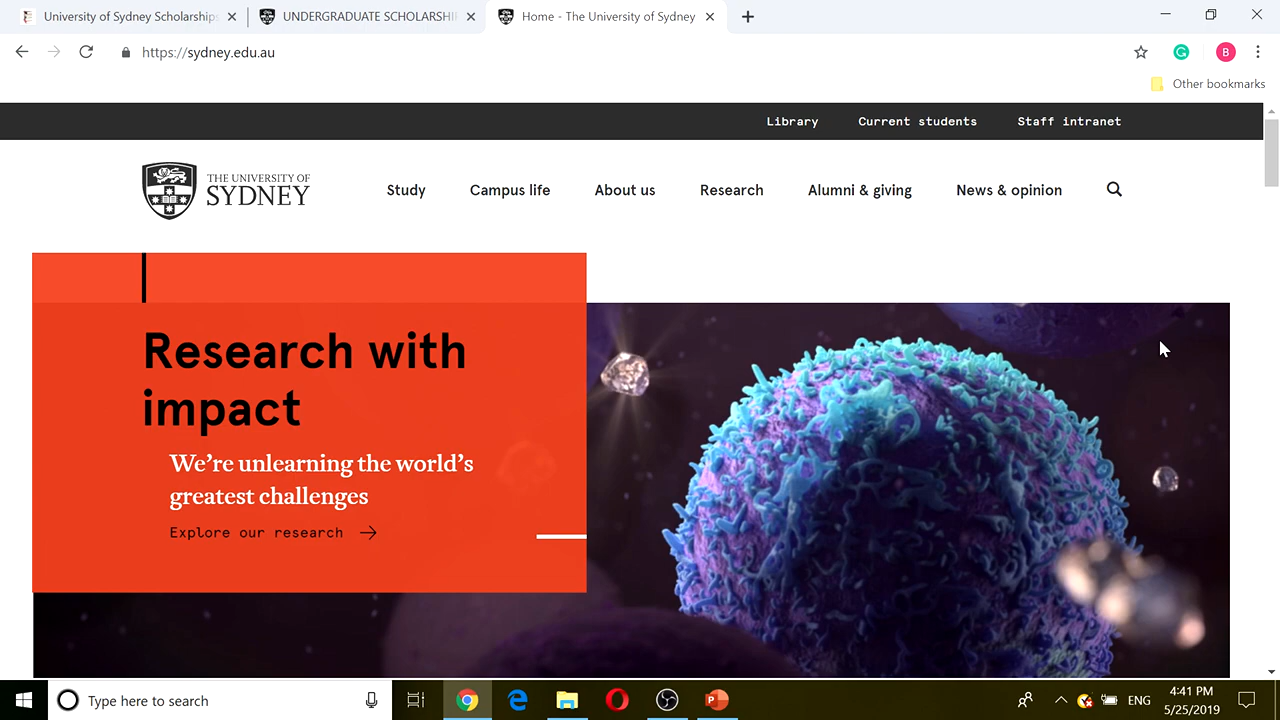 University of Sydney Scholarships
UNDERGRADUATE SCHOLARSHI
Home - The University of Sydney
https://sydney.edu.au
B
Other bookmarks
Library
Current students
Staff intranet
THE UNIVERSITY OF
SYDNEY
Study
Campus life
About us
Research
Alumni & giving
News & opinion
Research with
impact
We’re unlearning the world’s
greatest challenges
Explore our research
Type here to search
ENG
4:41 PM
5/25/2019